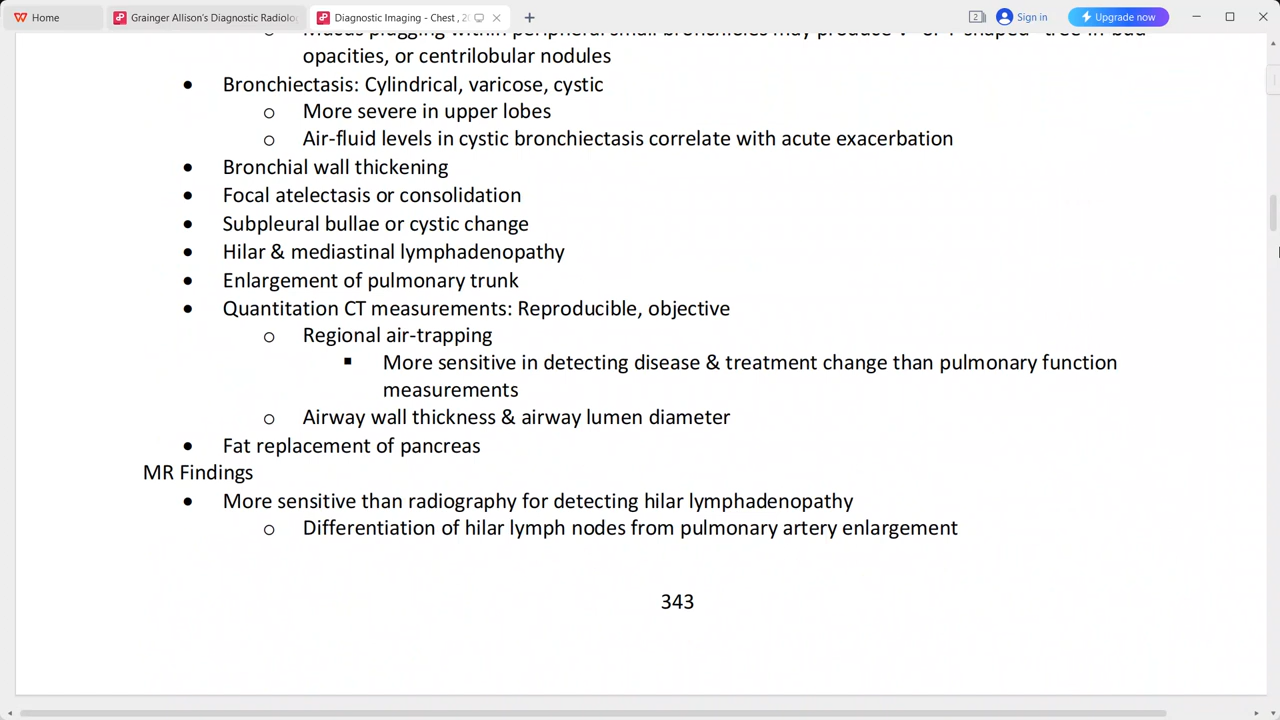 Home
Grainger Allison's Diagnostic Radiolo
Diagnostic Imaging - Chest , 2
2
Sign in
Upgrade now
opacities, or centrilobular nodules
• Bronchiectasis: Cylindrical, varicose, cystic
o More severe in upper lobes
o Air-fluid levels in cystic bronchiectasis correlate with acute exacerbation
• Bronchial wall thickening
• Focal atelectasis or consolidation
• Subpleural bullae or cystic change
• Hilar & mediastinal lymphadenopathy
• Enlargement of pulmonary trunk
• Quantitation CT measurements: Reproducible, objective
o Regional air-trapping
▪ More sensitive in detecting disease & treatment change than pulmonary function
measurements
o Airway wall thickness & airway lumen diameter
• Fat replacement of pancreas
MR Findings
• More sensitive than radiography for detecting hilar lymphadenopathy
o Differentiation of hilar lymph nodes from pulmonary artery enlargement
343